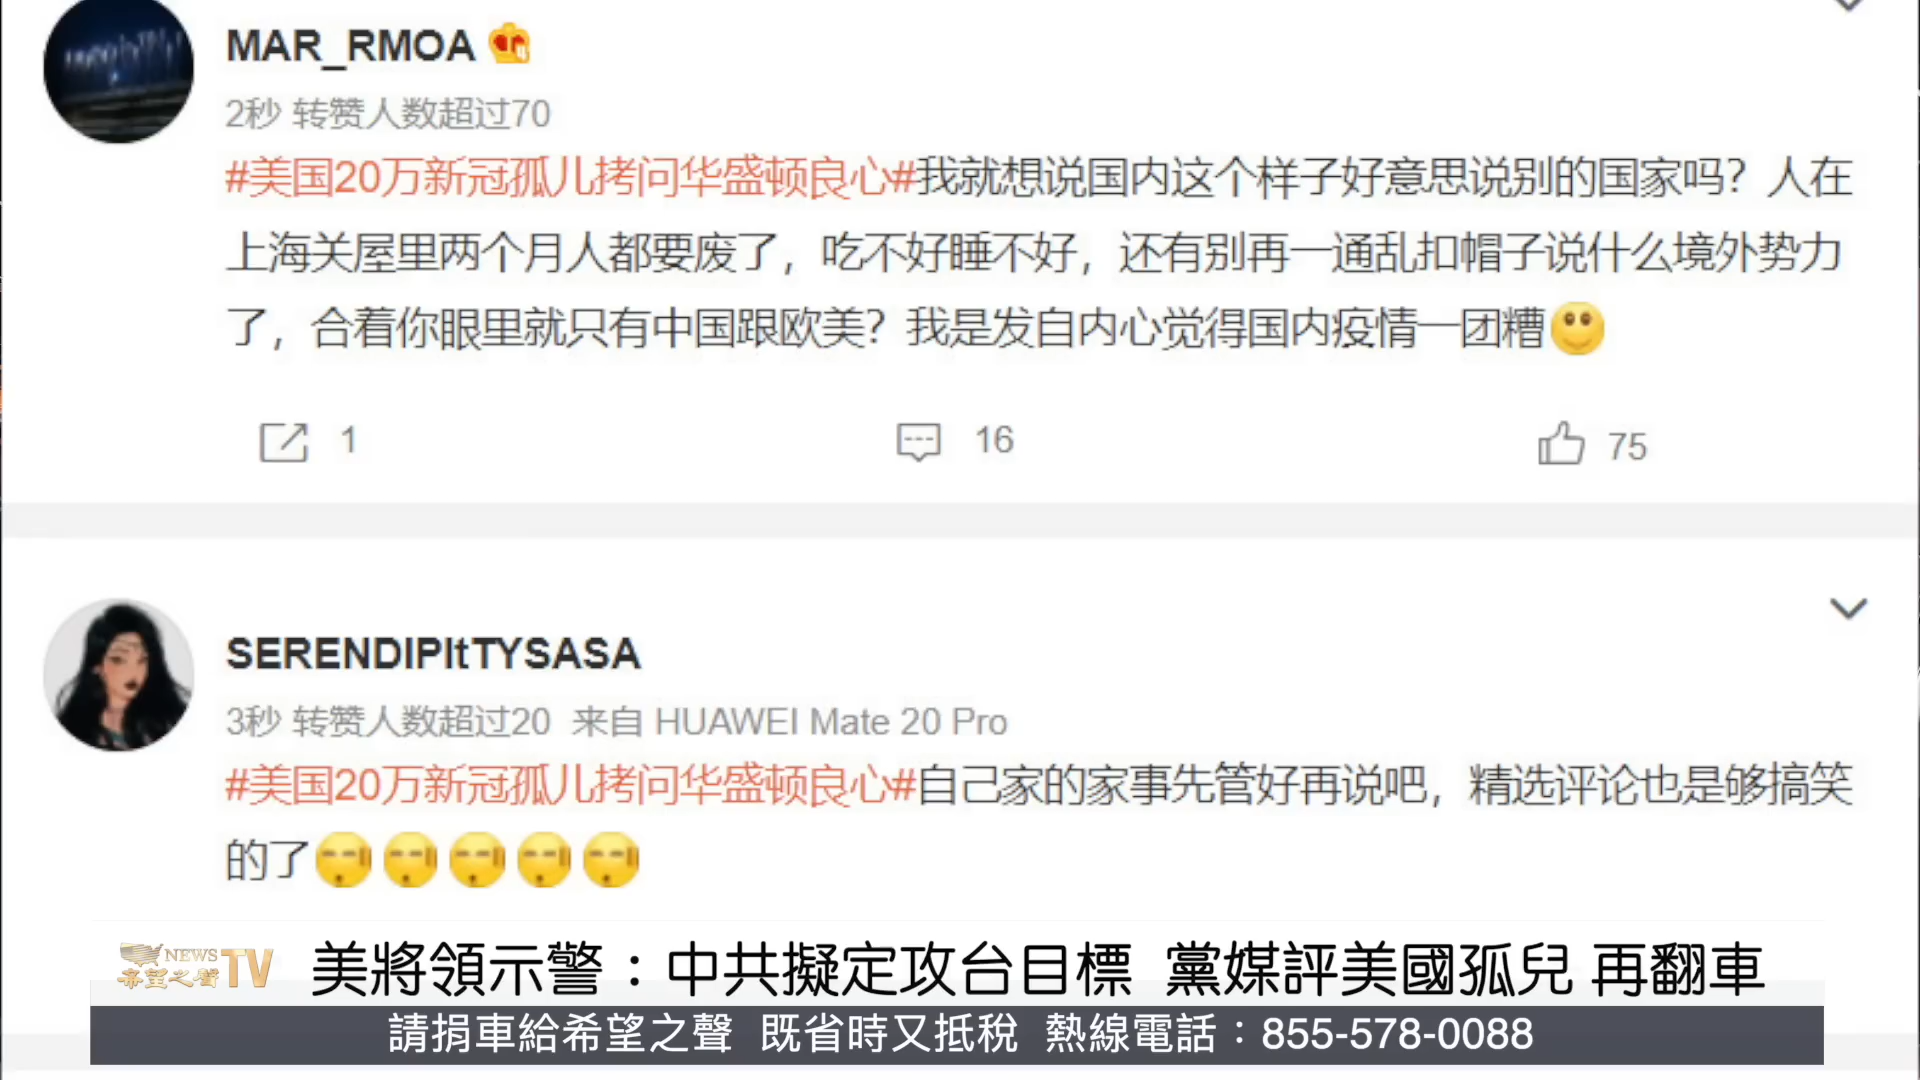 MAR_RMOA
2秒 转赞人数超过70
#美国20万新冠孤儿拷问华盛顿良心#我就想说国内这个样子好意思说别的国家吗？人在
上海关屋里两个月人都要废了，吃不好睡不好，还有别再一通乱扣帽子说什么境外势力
了，合着你眼里就只有中国跟欧美？我是发自内心觉得国内疫情一团糟
1
16
75
SERENDIPItTYSASA
3秒 转赞人数超过20 来自 HUAWEI Mate 20 Pro
#美国20万新冠孤儿拷问华盛顿良心#自己家的家事先管好再说吧，精选评论也是够搞笑
的了
NEWS
希望之聲TV
美將領示警：中共擬定攻台目標 黨媒評美國孤兒 再翻車
請捐車給希望之聲 既省時又抵稅 熱線電話：855-578-0088